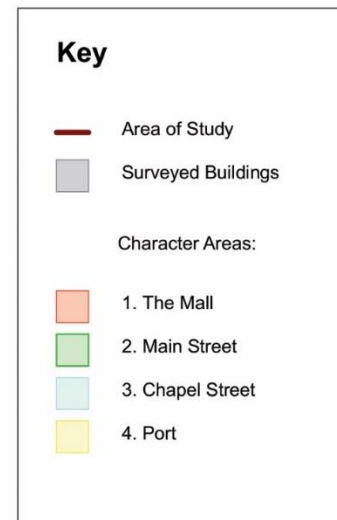 Key
Area of Study
Surveyed Buildings
Character Areas:
1. The Mall
2. Main Street
3. Chapel Street
4. Port